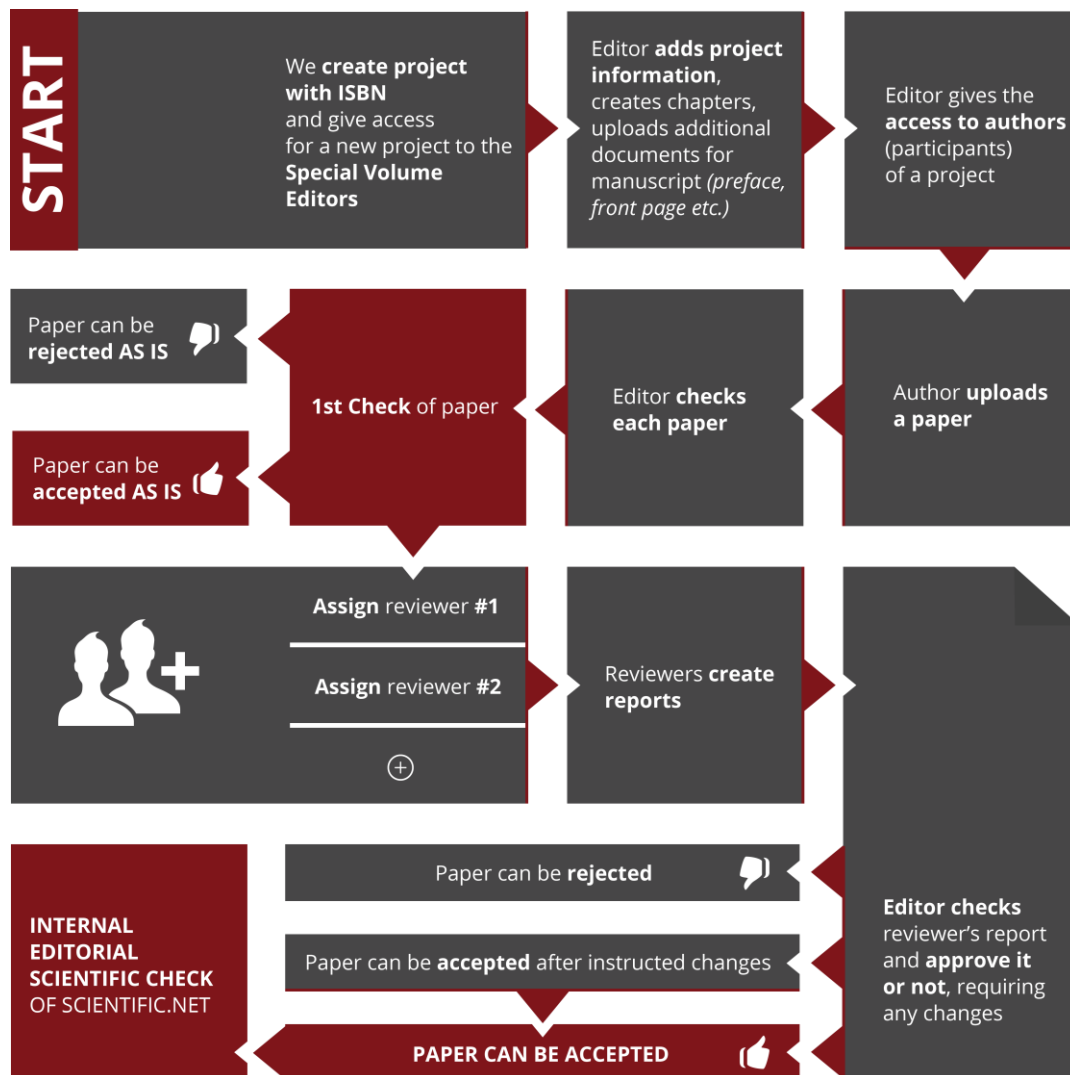 START
We create project
with ISBN
and give access
for a new project to the
Special Volume
Editors
Editor adds project
information,
creates chapters,
uploads additional
documents for
manuscript (preface,
front page etc.)
Editor gives the
access to authors
(participants)
of a project
Author uploads
a paper
Editor checks
each paper
1st Check of paper
Paper can be
rejected AS IS
Paper can be
accepted AS IS
Assign reviewer #1
Assign reviewer #2
Reviewers create
reports
Editor checks
reviewer's report
and approve it
or not, requiring
any changes
Paper can be rejected
Paper can be accepted after instructed changes
PAPER CAN BE ACCEPTED
INTERNAL
EDITORIAL
SCIENTIFIC CHECK
OF SCIENTIFIC.NET